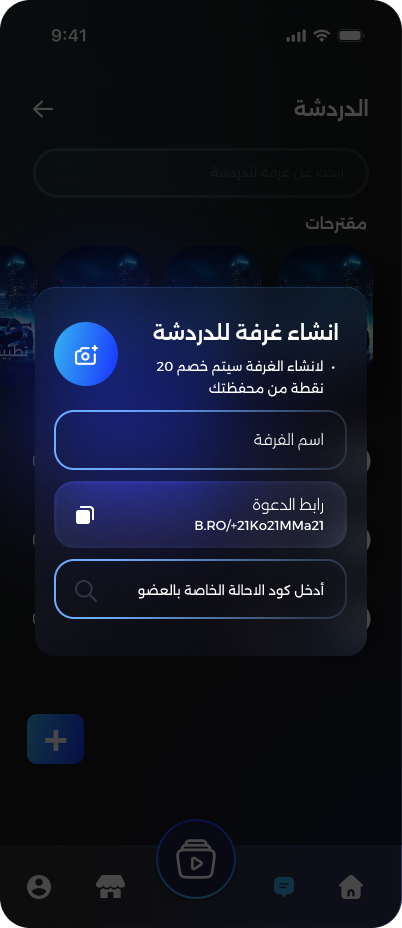 9:41
الدردشة
ابحث عن غرفة للدردشة
مقترحات
انشاء غرفة للدردشة
• لانشاء الغرفة سيتم خصم 20
نقطة من محفظتك
اسم الغرفة
رابط الدعوة
B.RO/+21Ko21MMa21
أدخل كود الاحالة الخاصة بالعضو